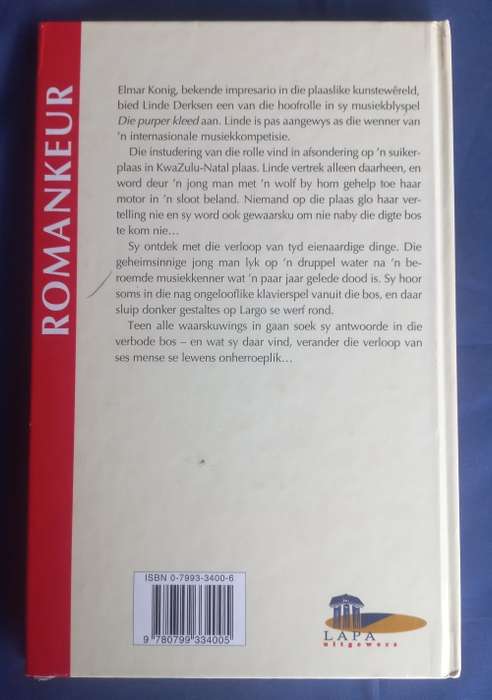 ROMANKEUR
Elmar Konig, bekende impresario in die plaaslike kunstewêreld,
bied Linde Derksen een van die hoofrolle in sy musiekblyspel
Die purper kleed aan. Linde is pas aangewys as die wenner van
'n internasionale musiekkompetisie.
Die instudering van die rolle vind in afsondering op 'n suiker-
plaas in KwaZulu-Natal plaas. Linde vertrek alleen daarheen, en
word deur 'n jong man met 'n wolf by hom gehelp toe haar
motor in 'n sloot beland. Niemand op die plaas glo haar ver-
telling nie en sy word ook gewaarsku om nie naby die digte bos
te kom nie...
Sy ontdek met die verloop van tyd eienaardige dinge. Die
geheimsinnige jong man lyk op 'n druppel water na 'n be-
roemde musiekkenner wat 'n paar jaar gelede dood is. Sy hoor
soms in die nag ongelooflike klavierspel vanuit die bos, en daar
sluip donker gestaltes op Largo se werf rond.
Teen alle waarskuwings in gaan soek sy antwoorde in die
verbode bos – en wat sy daar vind, verander die verloop van
ses mense se lewens onherroeplik...
ISBN 0-7993-3400-6
9 780799 334005
LAPA
uitgewers